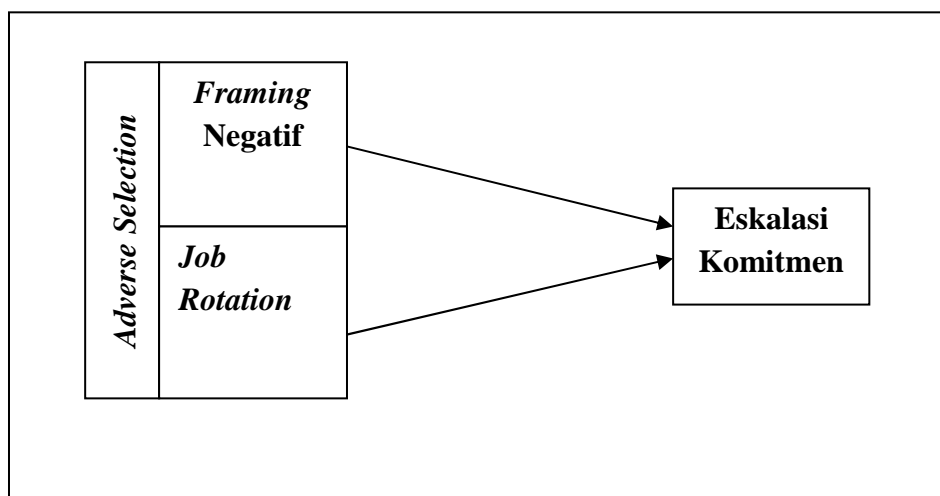 Adverse Selection
Framing
Negatif
Job
Rotation
Eskalasi
Komitmen